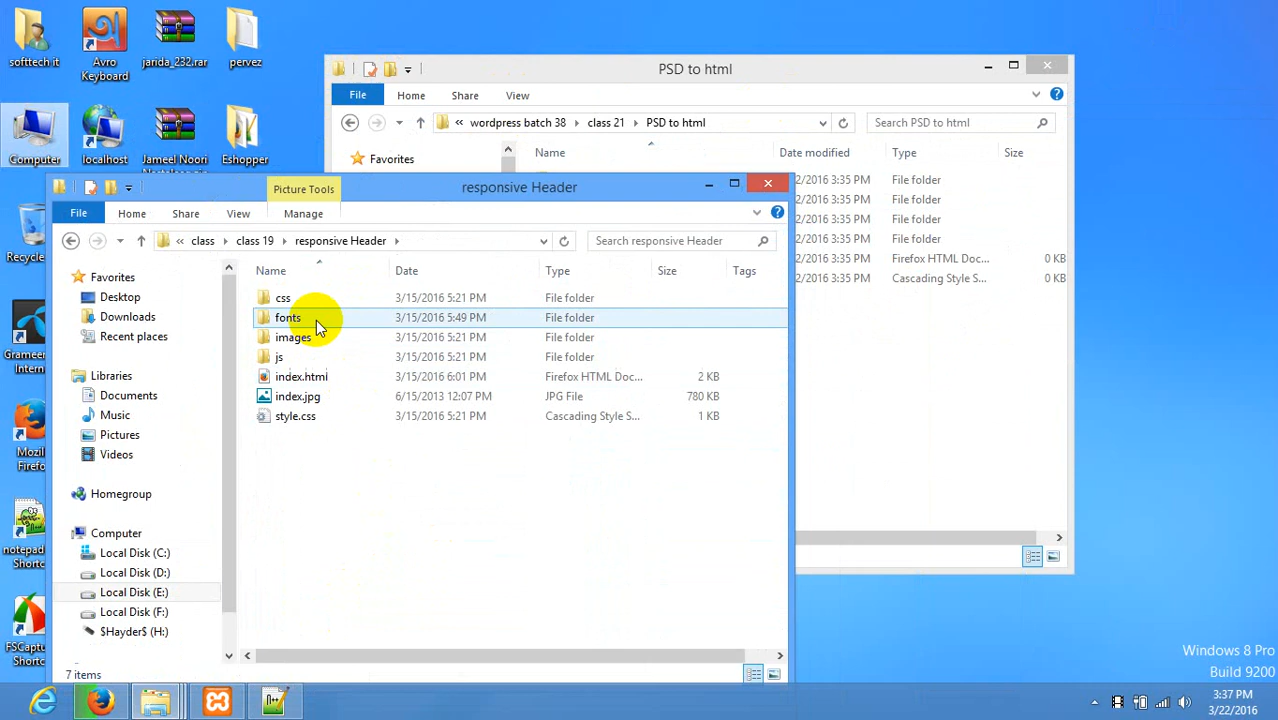 softtech it
Avro Keyboard
jarida_232.rar
pervez
Computer
localhost
Jameel Noori
Eshopper
Recycle
Grameen
Intern
Mozil
Firefo
notepad
Shortc
FSCaptu
Shortc
PSD to html
File Home Share View
wordpress batch 38 class 21 PSD to html Search PSD to html
Favorites Name Date modified Type Size
2/2016 3:35 PM File folder
2/2016 3:35 PM File folder
2/2016 3:35 PM File folder
2/2016 3:35 PM File folder
2/2016 3:35 PM Firefox HTML Doc... 0 KB
2/2016 3:35 PM Cascading Style S... 0 KB
Picture Tools responsive Header
File Home Share View Manage
class class 19 responsive Header Search responsive Header
Name Date Type Size Tags
css 3/15/2016 5:21 PM File folder
fonts 3/15/2016 5:49 PM File folder
images 3/15/2016 5:21 PM File folder
js 3/15/2016 5:21 PM File folder
index.html 3/15/2016 6:01 PM Firefox HTML Doc... 2 KB
index.jpg 6/15/2013 12:07 PM JPG File 780 KB
style.css 3/15/2016 5:21 PM Cascading Style S... 1 KB
Favorites
Desktop
Downloads
Recent places
Libraries
Documents
Music
Pictures
Videos
Homegroup
Computer
Local Disk (C:)
Local Disk (D:)
Local Disk (E:)
Local Disk (F:)
$Hayder$ (H:)
7 items
Windows 8 Pro
Build 9200
3:37 PM
3/22/2016